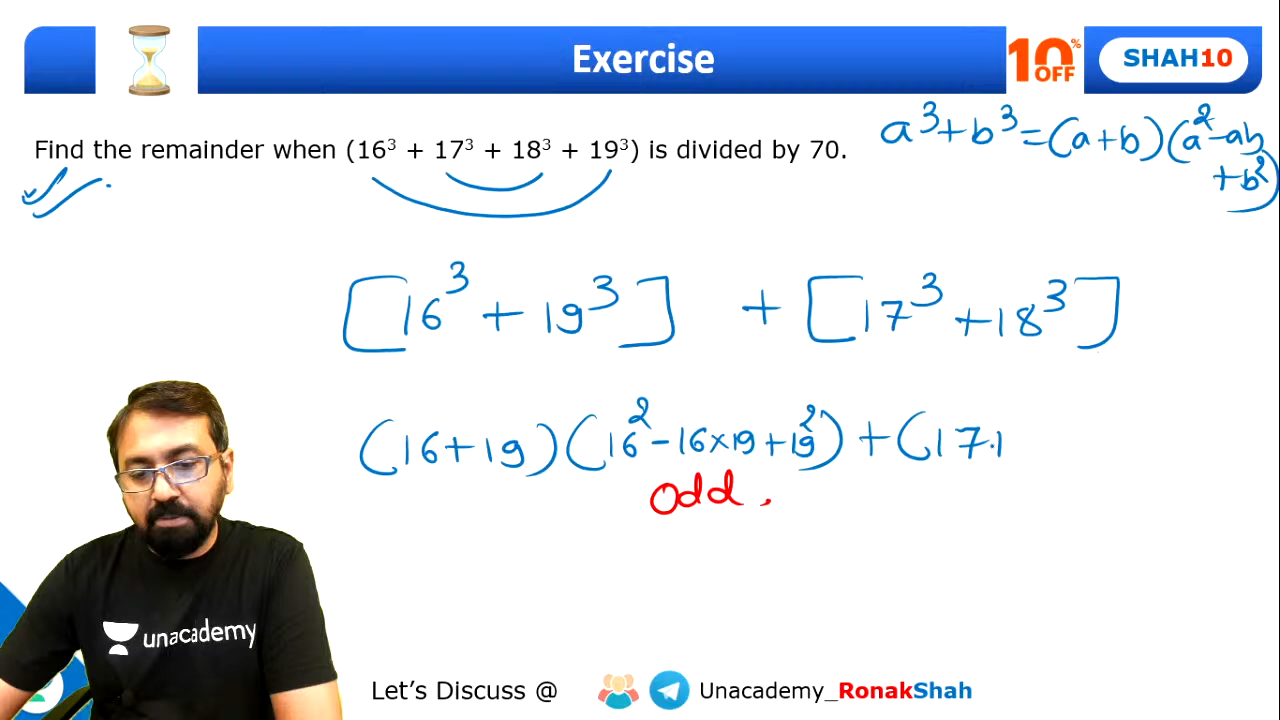 Exercise
10% OFF
SHAH10
Find the remainder when (16³ + 17³ + 18³ + 19³) is divided by 70.
a³+b³=(a+b)(a²-ab
+b²)
[16³+19³] + [17³+18³]
(16+19)(16²-16×19+19²)+(17+
Odd,
unacademy
Let's Discuss @ Unacademy_RonakShah